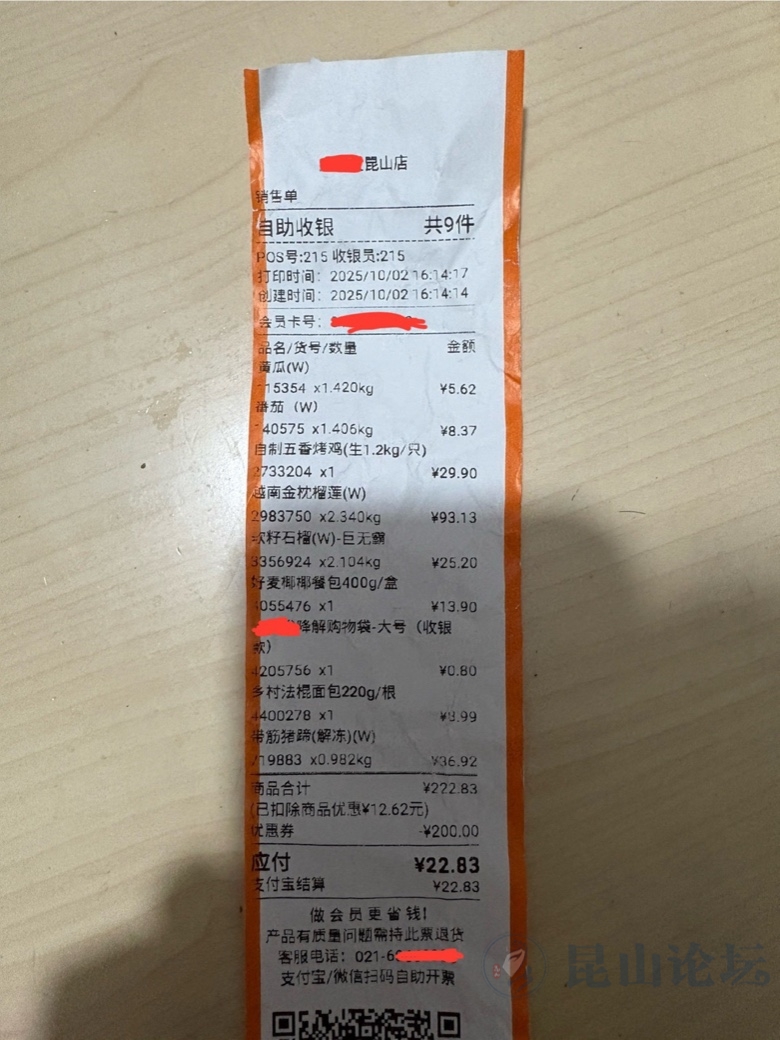 昆山店
销售单
自助收银 共9件
POS号:215 收银员:215
打印时间: 2025/10/02 16:14:17
创建时间: 2025/10/02 16:14:14
会员卡号:
品名/货号/数量 金额
黄瓜(W)
15354 x1.420kg ¥5.62
番茄 (W)
40575 x1.406kg ¥8.37
自制五香烤鸡(生1.2kg/只)
2733204 x1 ¥29.90
越南金枕榴莲(W)
2983750 x2.340kg ¥93.13
软籽石榴(W)-巨无霸
3356924 x2.104kg ¥25.20
好麦椰椰餐包400g/盒
055476 x1 ¥13.90
降解购物袋-大号 (收银
款)
4205756 x1 ¥0.80
乡村法棍面包220g/根
4400278 x1 ¥8.99
带筋猪蹄(解冻)(W)
719883 x0.982kg ¥36.92
商品合计 ¥222.83
(已扣除商品优惠¥12.62元)
优惠券 -¥200.00
应付 ¥22.83
支付宝结算 ¥22.83
做会员更省钱!
产品有质量问题需持此票退货
客服电话: 021-6
支付宝/微信扫码自助开票
昆山论坛